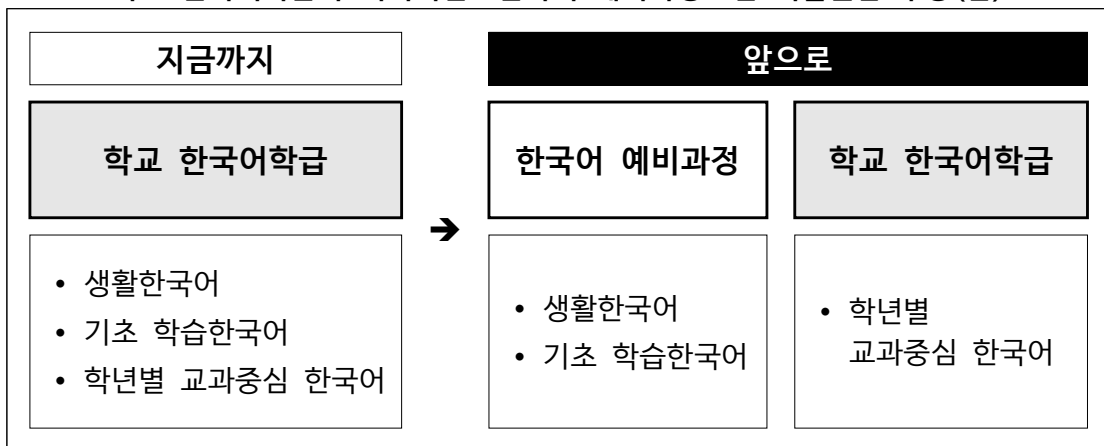 지금까지
앞으로
학교 한국어학급
한국어 예비과정
학교 한국어학급
➔
• 생활한국어
• 기초 학습한국어
• 학년별 교과중심 한국어
• 생활한국어
• 기초 학습한국어
• 학년별
교과중심 한국어